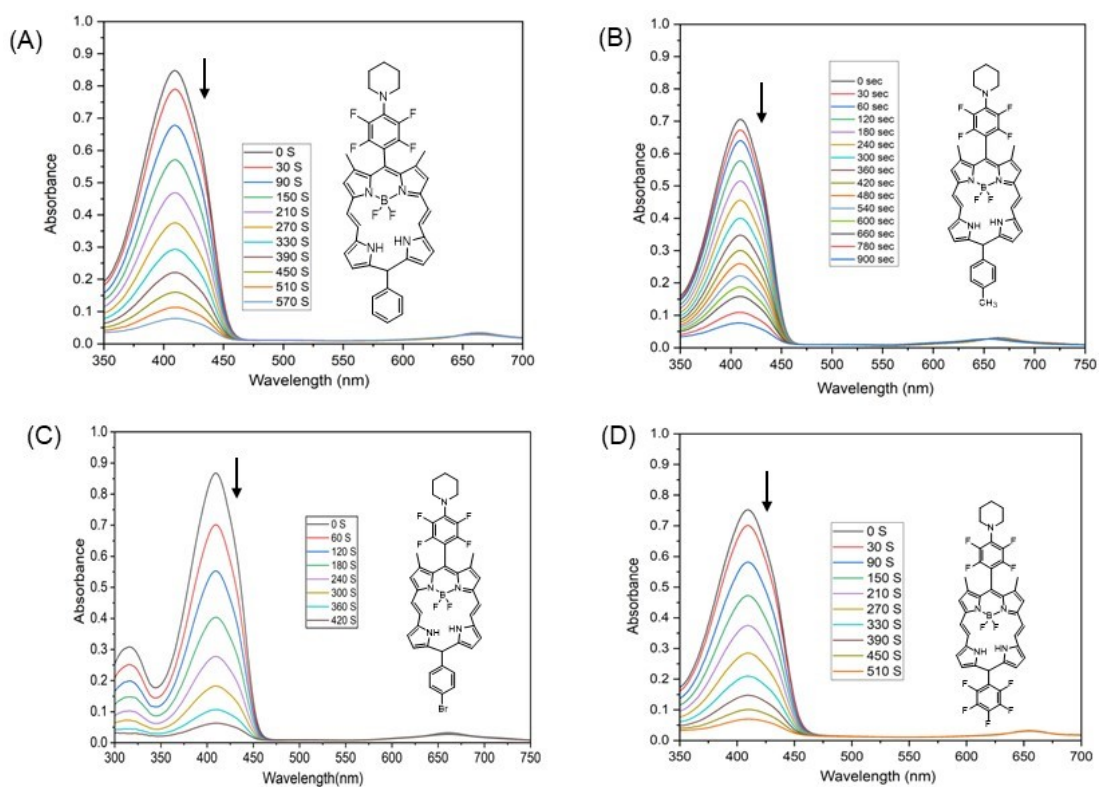 (A)
Absorbance
1.0
0.9
0.8
0.7
0.6
0.5
0.4
0.3
0.2
0.1
0.0
350 400 450 500 550 600 650 700
Wavelength (nm)
0 S
30 S
90 S
150 S
210 S
270 S
330 S
390 S
450 S
510 S
570 S
N
F F
F F
N N
B
F F
NH HN
(B)
Absorbance
1.0
0.9
0.8
0.7
0.6
0.5
0.4
0.3
0.2
0.1
0.0
350 400 450 500 550 600 650 700 750
Wavelength (nm)
0 sec
30 sec
60 sec
120 sec
180 sec
240 sec
300 sec
360 sec
420 sec
480 sec
540 sec
600 sec
660 sec
780 sec
900 sec
N
F F
F F
N N
B
F F
NH HN
CH3
(C)
Absorbance
1.0
0.9
0.8
0.7
0.6
0.5
0.4
0.3
0.2
0.1
0.0
300 350 400 450 500 550 600 650 700 750
Wavelength(nm)
0 S
60 S
120 S
180 S
240 S
300 S
360 S
420 S
N
F F
F F
N N
B
F F
NH HN
Br
(D)
Absorbance
1.0
0.9
0.8
0.7
0.6
0.5
0.4
0.3
0.2
0.1
0.0
350 400 450 500 550 600 650 700
Wavelength (nm)
0 S
30 S
90 S
150 S
210 S
270 S
330 S
390 S
450 S
510 S
N
F F
F F
N N
B
F F
NH HN
F F
F F
F